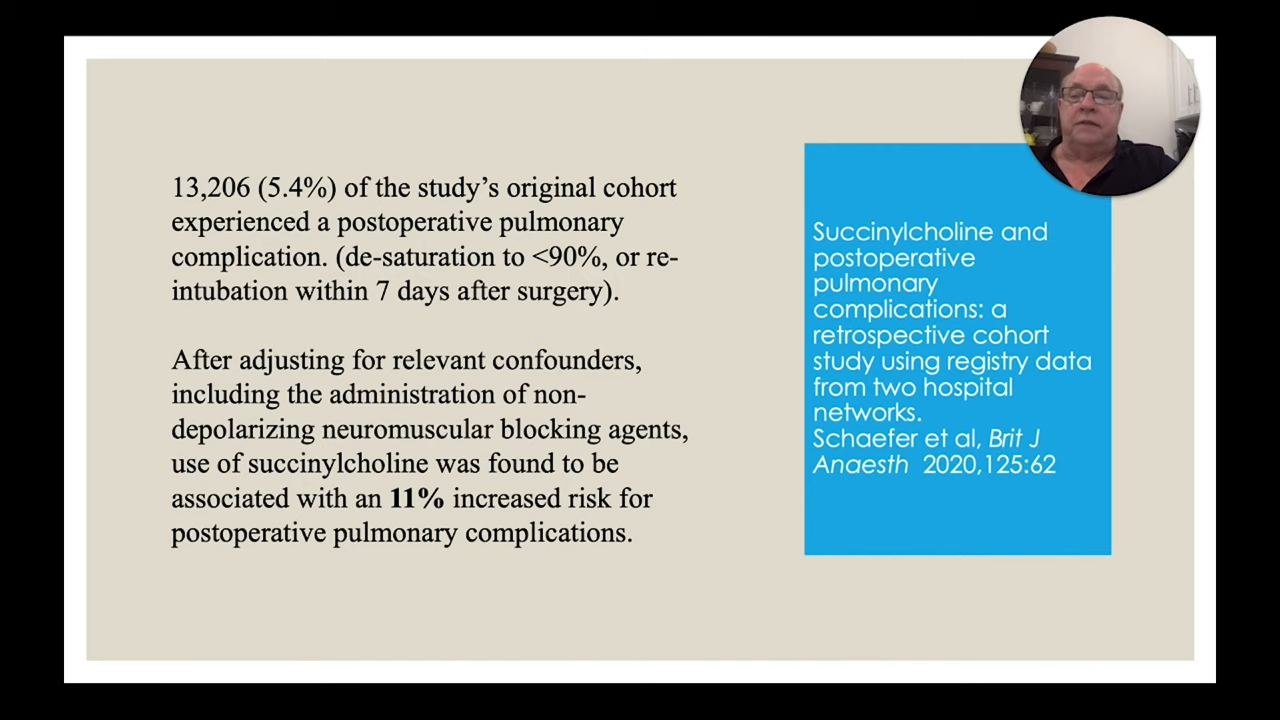 13,206 (5.4%) of the study’s original cohort
experienced a postoperative pulmonary
complication. (de-saturation to <90%, or re-
intubation within 7 days after surgery).
After adjusting for relevant confounders,
including the administration of non-
depolarizing neuromuscular blocking agents,
use of succinylcholine was found to be
associated with an 11% increased risk for
postoperative pulmonary complications.
Succinylcholine and
postoperative
pulmonary
complications: a
retrospective cohort
study using registry data
from two hospital
networks.
Schaefer et al, Brit J
Anaesth 2020,125:62